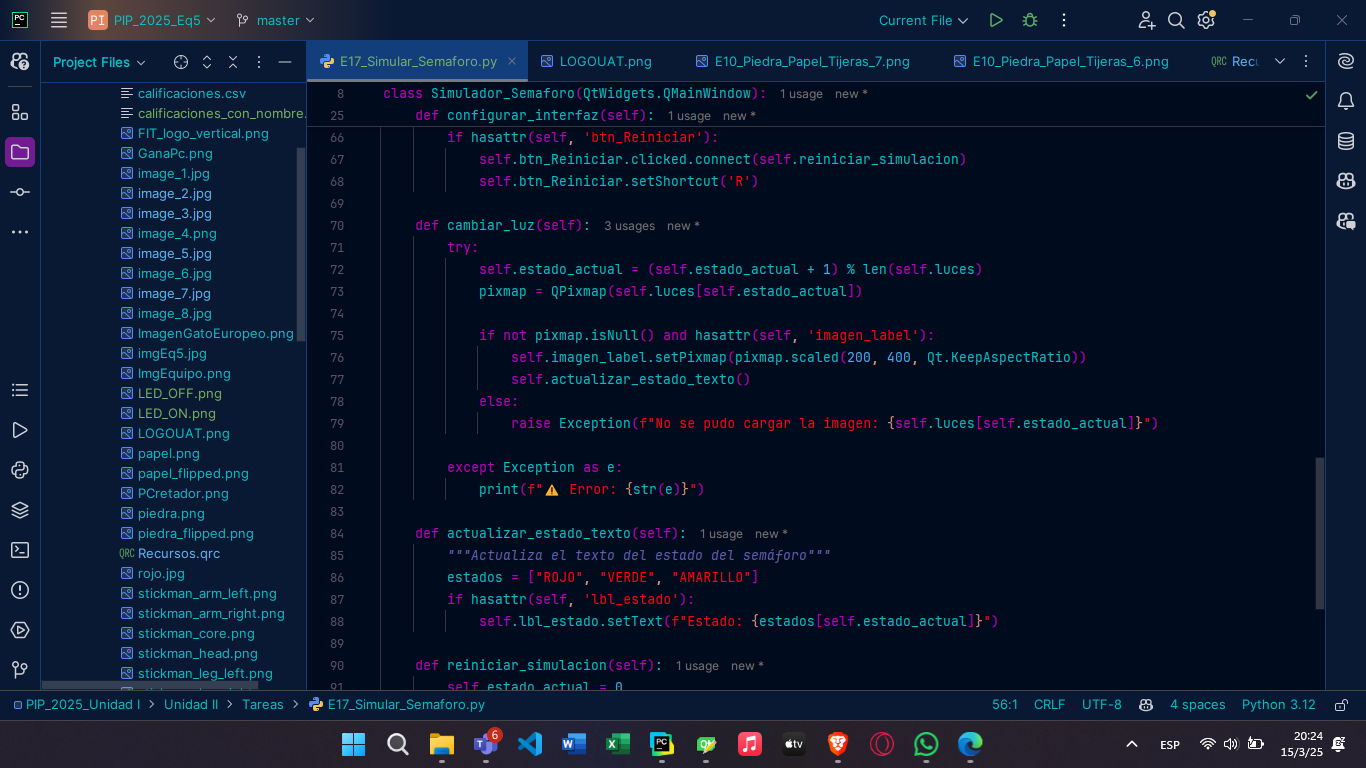 PC
PI PIP_2025_Eq5
master
Current File
Project Files
E17_Simular_Semaforo.py
LOGOUAT.png
E10_Piedra_Papel_Tijeras_7.png
E10_Piedra_Papel_Tijeras_6.png
QRC Recu
calificaciones.csv
calificaciones_con_nombre.
FIT_logo_vertical.png
GanaPc.png
image_1.jpg
image_2.jpg
image_3.jpg
image_4.png
image_5.jpg
image_6.jpg
image_7.jpg
image_8.jpg
ImagenGatoEuropeo.png
imgEq5.jpg
ImgEquipo.png
LED_OFF.png
LED_ON.png
LOGOUAT.png
papel.png
papel_flipped.png
PCretador.png
piedra.png
piedra_flipped.png
QRC Recursos.qrc
rojo.jpg
stickman_arm_left.png
stickman_arm_right.png
stickman_core.png
stickman_head.png
stickman_leg_left.png
8 class Simulador_Semaforo(QtWidgets.QMainWindow): 1 usage new *
25 def configurar_interfaz(self): 1 usage new *
66 if hasattr(self, 'btn_Reiniciar'):
67 self.btn_Reiniciar.clicked.connect(self.reiniciar_simulacion)
68 self.btn_Reiniciar.setShortcut('R')
69
70 def cambiar_luz(self): 3 usages new *
71 try:
72 self.estado_actual = (self.estado_actual + 1) % len(self.luces)
73 pixmap = QPixmap(self.luces[self.estado_actual])
74
75 if not pixmap.isNull() and hasattr(self, 'imagen_label'):
76 self.imagen_label.setPixmap(pixmap.scaled(200, 400, Qt.KeepAspectRatio))
77 self.actualizar_estado_texto()
78 else:
79 raise Exception(f"No se pudo cargar la imagen: {self.luces[self.estado_actual]}")
80
81 except Exception as e:
82 print(f"⚠️ Error: {str(e)}")
83
84 def actualizar_estado_texto(self): 1 usage new *
85 """Actualiza el texto del estado del semáforo"""
86 estados = ["ROJO", "VERDE", "AMARILLO"]
87 if hasattr(self, 'lbl_estado'):
88 self.lbl_estado.setText(f"Estado: {estados[self.estado_actual]}")
89
90 def reiniciar_simulacion(self): 1 usage new *
91 self.estado_actual = 0
PIP_2025_Unidad I > Unidad II > Tareas > E17_Simular_Semaforo.py
56:1 CRLF UTF-8 4 spaces Python 3.12
6
tv
ESP
20:24
15/3/25